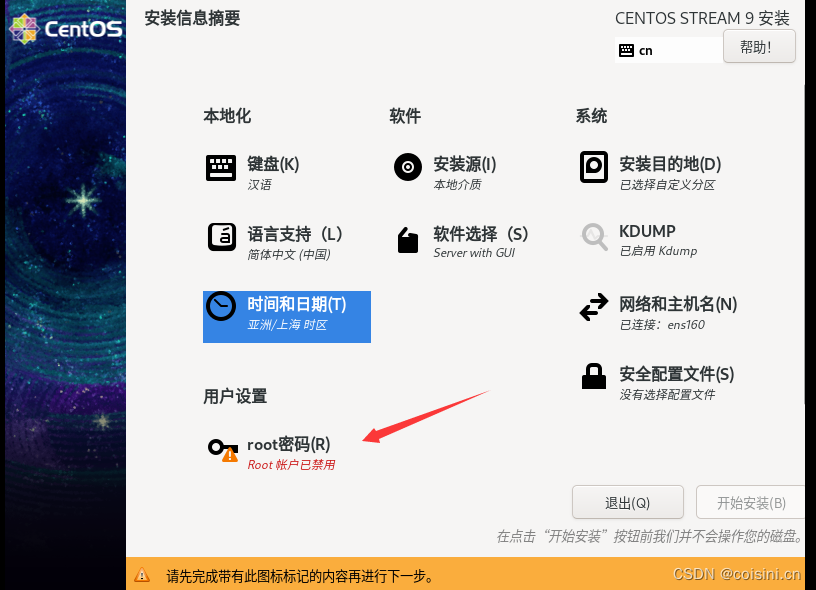 CentOS
安装信息摘要
CENTOS STREAM 9 安装
cn
帮助!
本地化
软件
系统
键盘(K)
汉语
安装源(I)
本地介质
安装目的地(D)
已选择自定义分区
语言支持（L）
简体中文 (中国)
软件选择（S）
Server with GUI
KDUMP
已启用 Kdump
时间和日期(T)
亚洲/上海 时区
网络和主机名(N)
已连接：ens160
安全配置文件(S)
没有选择配置文件
用户设置
root密码(R)
Root 帐户已禁用
退出(Q)
开始安装(B)
在点击“开始安装”按钮前我们并不会操作您的磁盘。
请先完成带有此图标标记的内容再进行下一步。
CSDN @coisini.cn